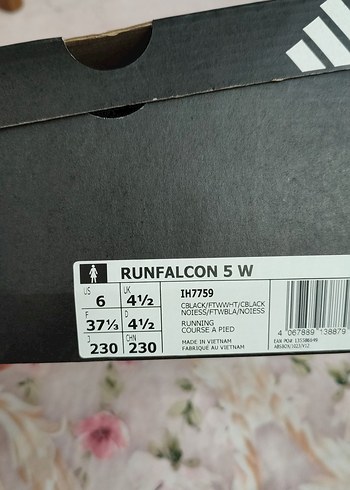 RUNFALCON 5 W
US 6 UK 4½
F 37⅓ D 4½
J 230 CHN 230
IH7759
CBLACK/FTWWHT/CBLACK
NOIESS/FTWBLA/NOIESS
RUNNING
COURSE A PIED
MADE IN VIETNAM
FABRIQUÉ AU VIETNAM
4 067889 138879